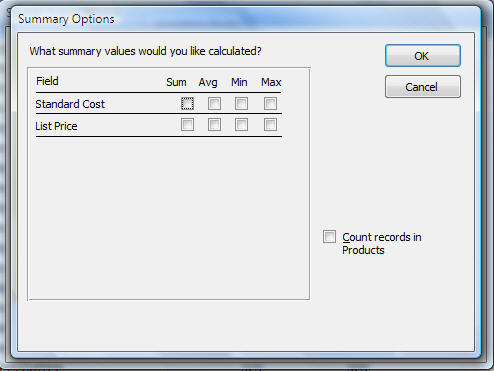 Summary Options
What summary values would you like calculated?
OK
Cancel
Field Sum Avg Min Max
Standard Cost
List Price
Count records in
Products